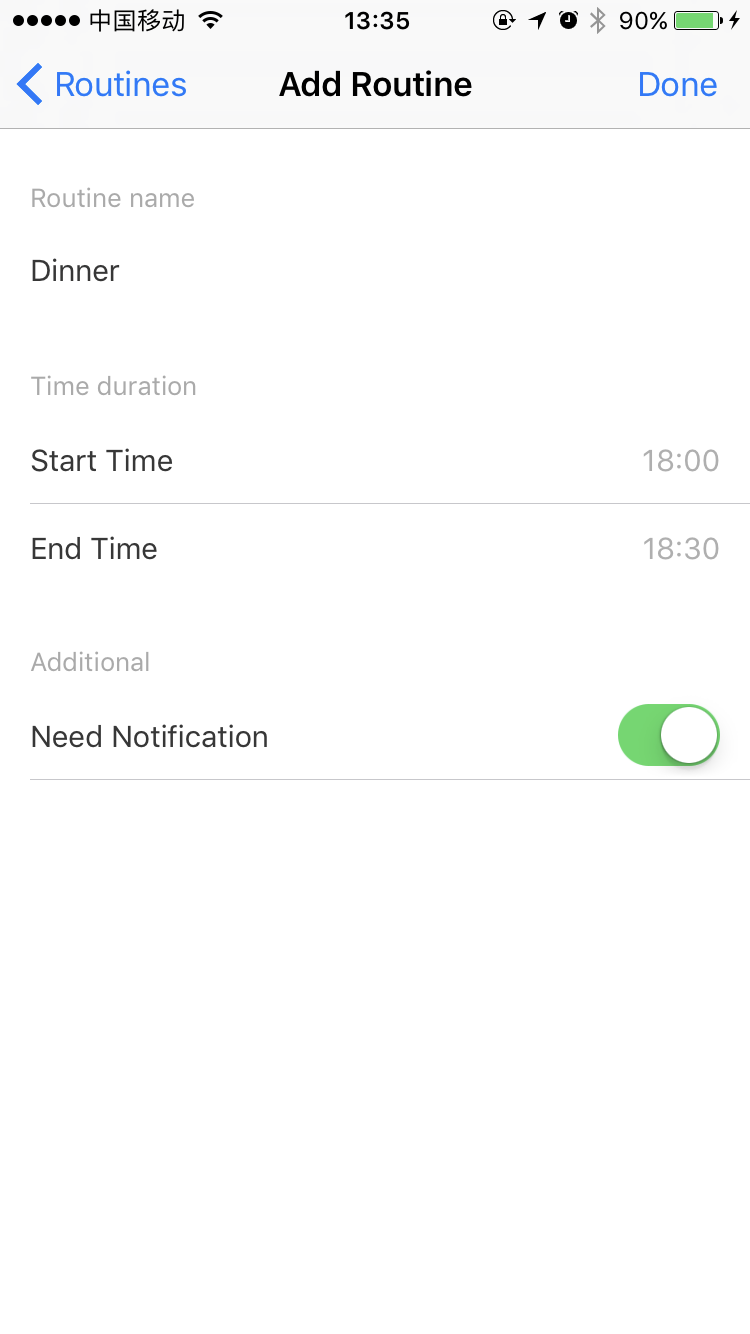 中国移动 13:35 90%
Routines Add Routine Done
Routine name
Dinner
Time duration
Start Time 18:00
End Time 18:30
Additional
Need Notification